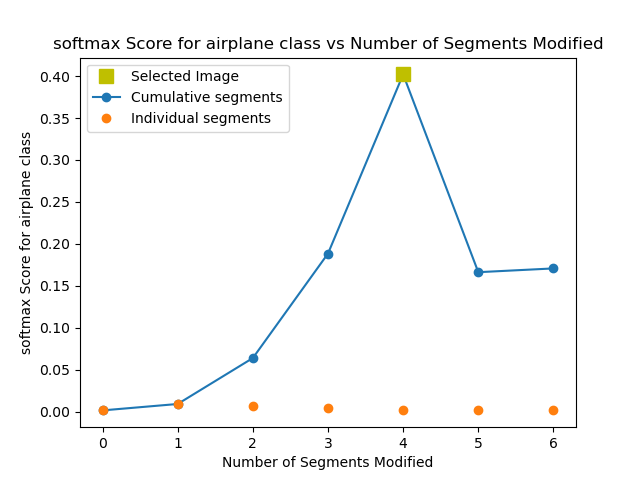 softmax Score for airplane class vs Number of Segments Modified
Selected Image
Cumulative segments
Individual segments
softmax Score for airplane class
0.40
0.35
0.30
0.25
0.20
0.15
0.10
0.05
0.00
0 1 2 3 4 5 6
Number of Segments Modified